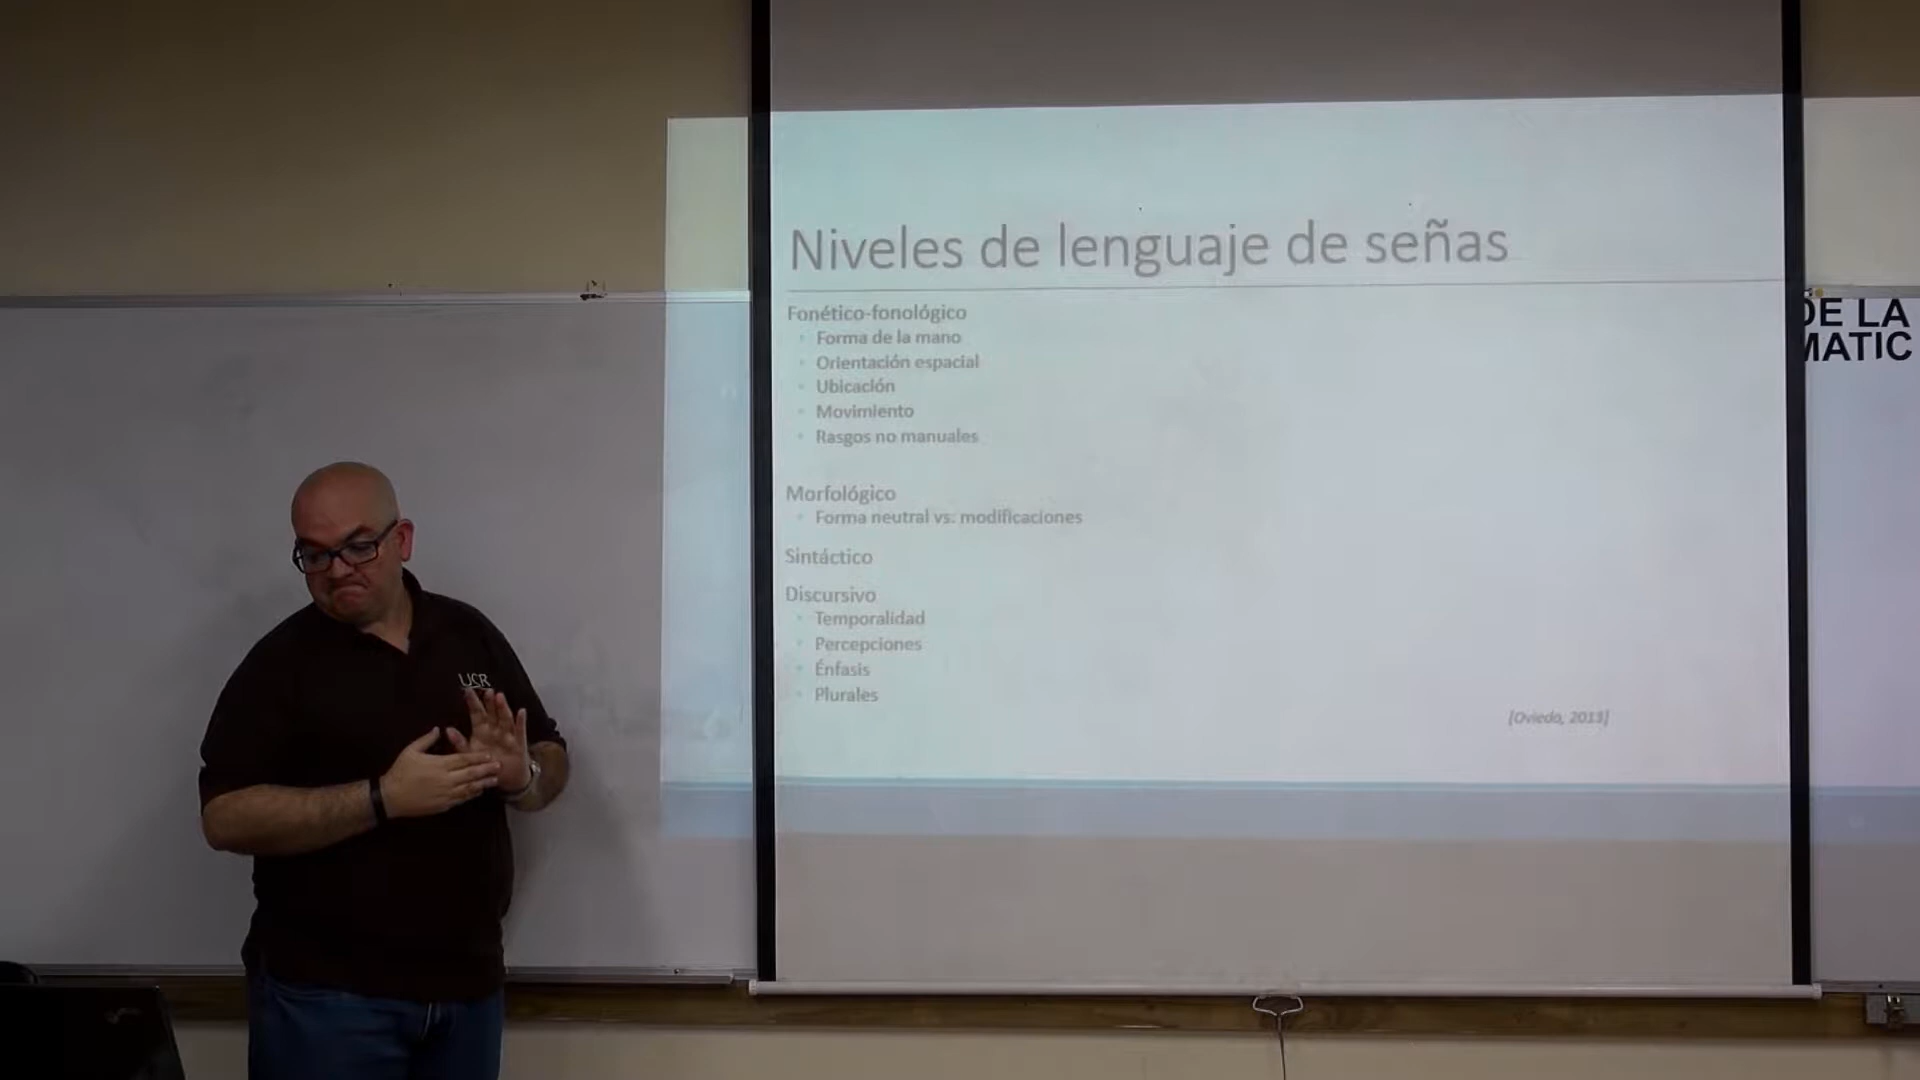 Niveles de lenguaje de señas
Fonético-fonológico
Forma de la mano
Orientación espacial
Ubicación
Movimiento
Rasgos no manuales
Morfológico
Forma neutral vs. modificaciones
Sintáctico
Discursivo
Temporalidad
Percepciones
Énfasis
Plurales
[Oviedo, 2013]
DE LA
MATIC
UCR